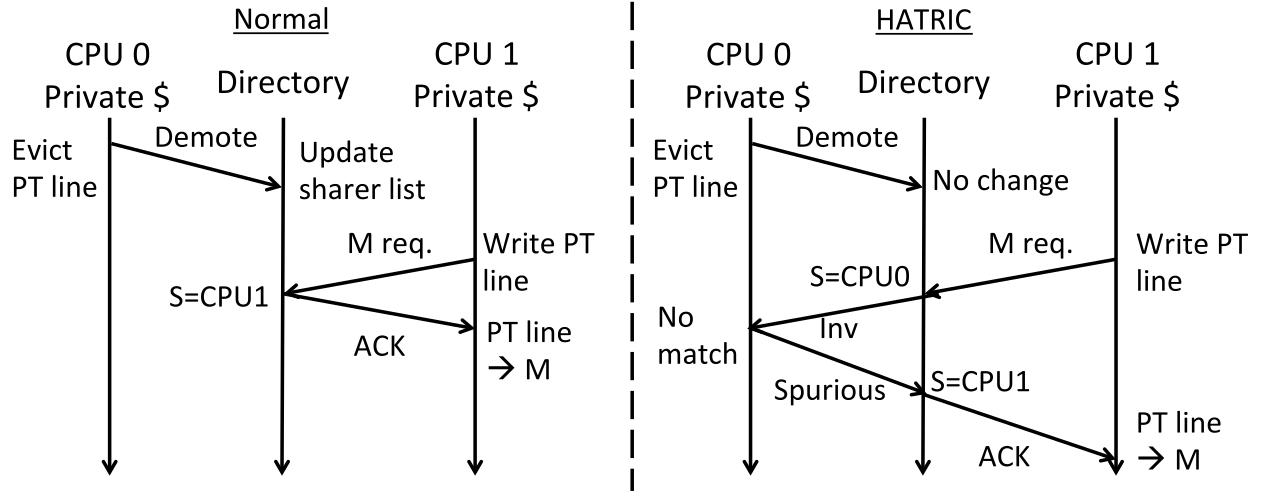 Normal
CPU 0
Private $
Directory
CPU 1
Private $
Evict
PT line
Demote
Update
sharer list
M req.
Write PT
line
S=CPU1
ACK
PT line
→ M
HATRIC
CPU 0
Private $
Directory
CPU 1
Private $
Evict
PT line
Demote
No change
M req.
Write PT
line
S=CPU0
No
match
Inv
Spurious
S=CPU1
ACK
PT line
→ M